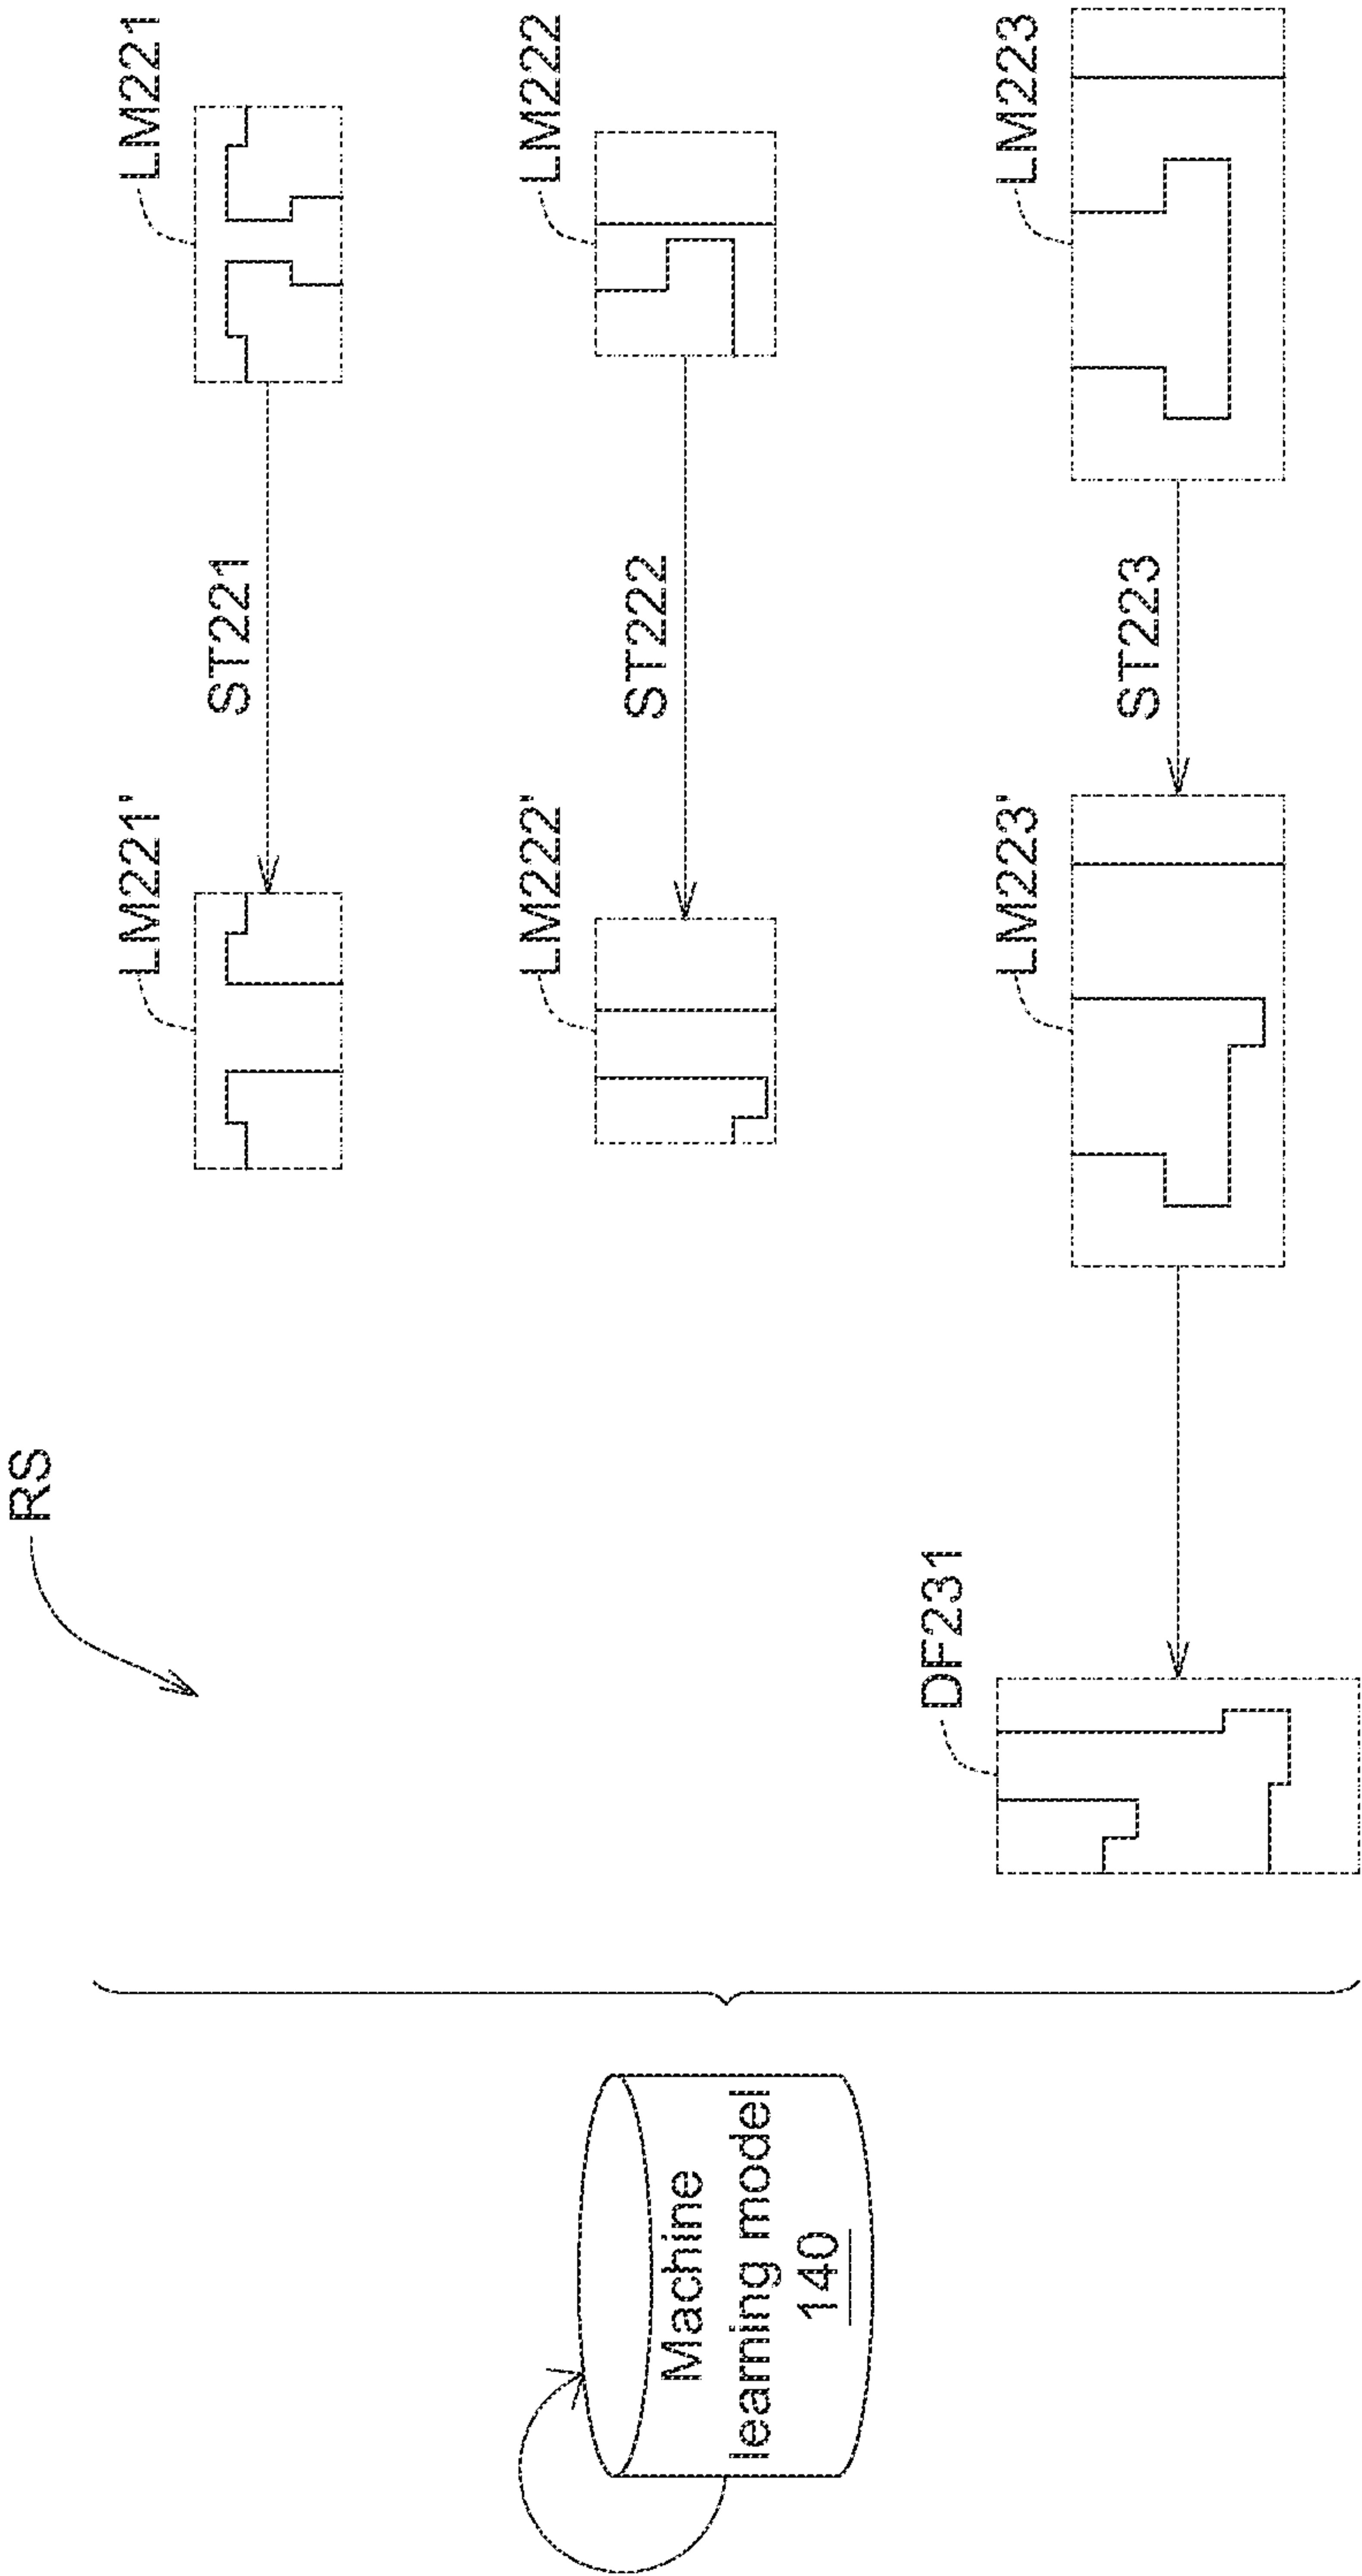 RS
LM221'
LM221
ST221
LM222'
LM222
ST222
Machine
learning model
140
DF231
LM223'
LM223
ST223